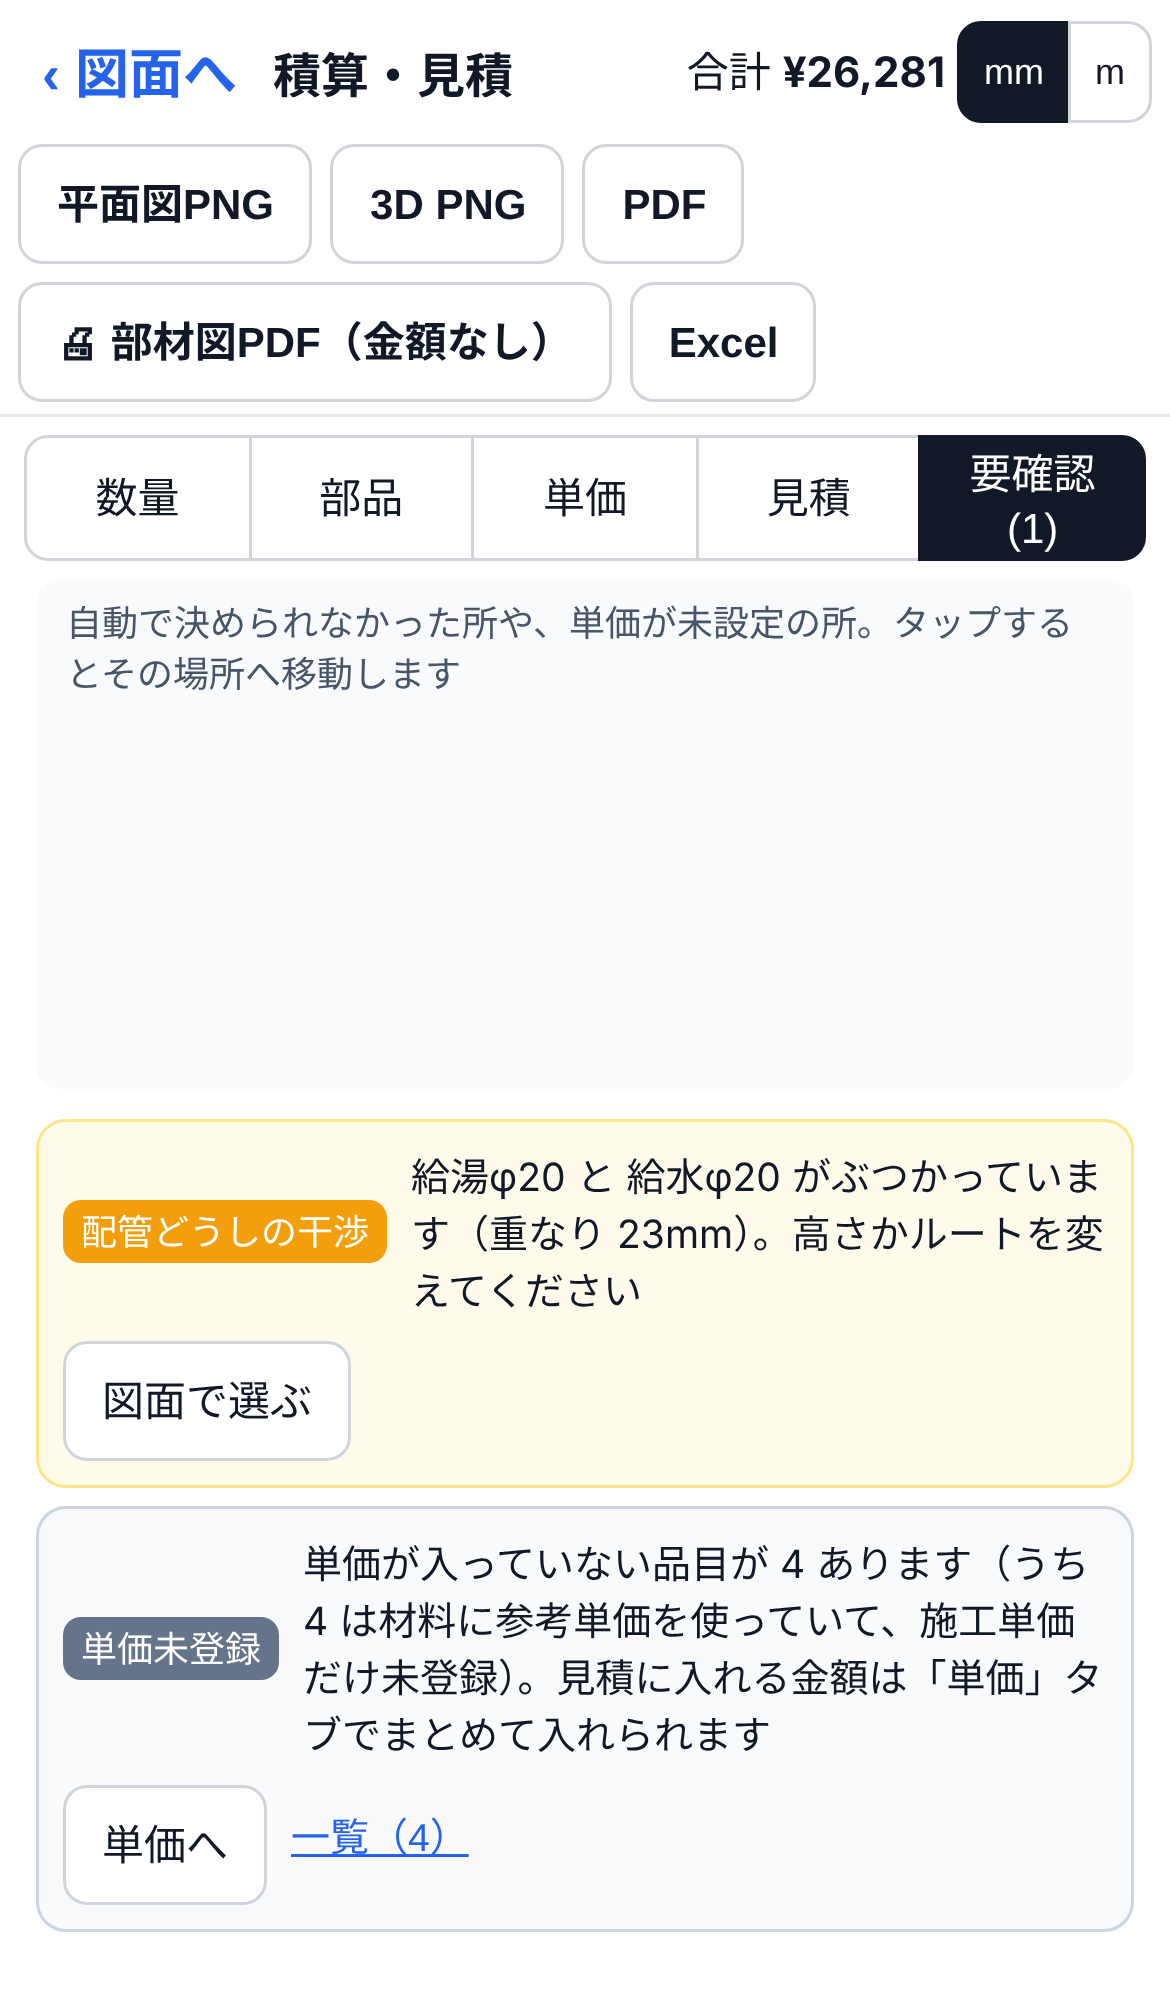 ‹ 図面へ 積算・見積 合計 ¥26,281 mm m
平面図PNG 3D PNG PDF
🖨 部材図PDF（金額なし） Excel
数量 部品 単価 見積 要確認
(1)
自動で決められなかった所や、単価が未設定の所。タップする
とその場所へ移動します
配管どうしの干渉
給湯φ20 と 給水φ20 がぶつかっていま
す（重なり 23mm）。高さかルートを変
えてください
図面で選ぶ
単価未登録
単価が入っていない品目が 4 あります（うち
4 は材料に参考単価を使っていて、施工単価
だけ未登録）。見積に入れる金額は「単価」タ
ブでまとめて入れられます
単価へ 一覧（4）